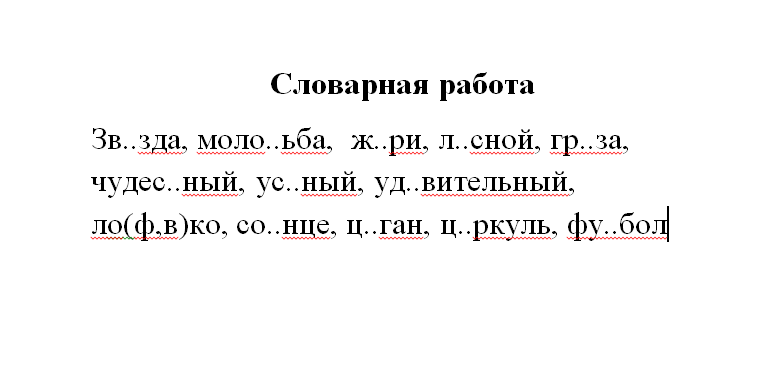 Словарная работа
Зв..зда, моло..ьба, ж..ри, л..сной, гр..за,
чудес..ный, ус..ный, уд..вительный,
ло(ф,в)ко, со..нце, ц..ган, ц..ркуль, фу..бол